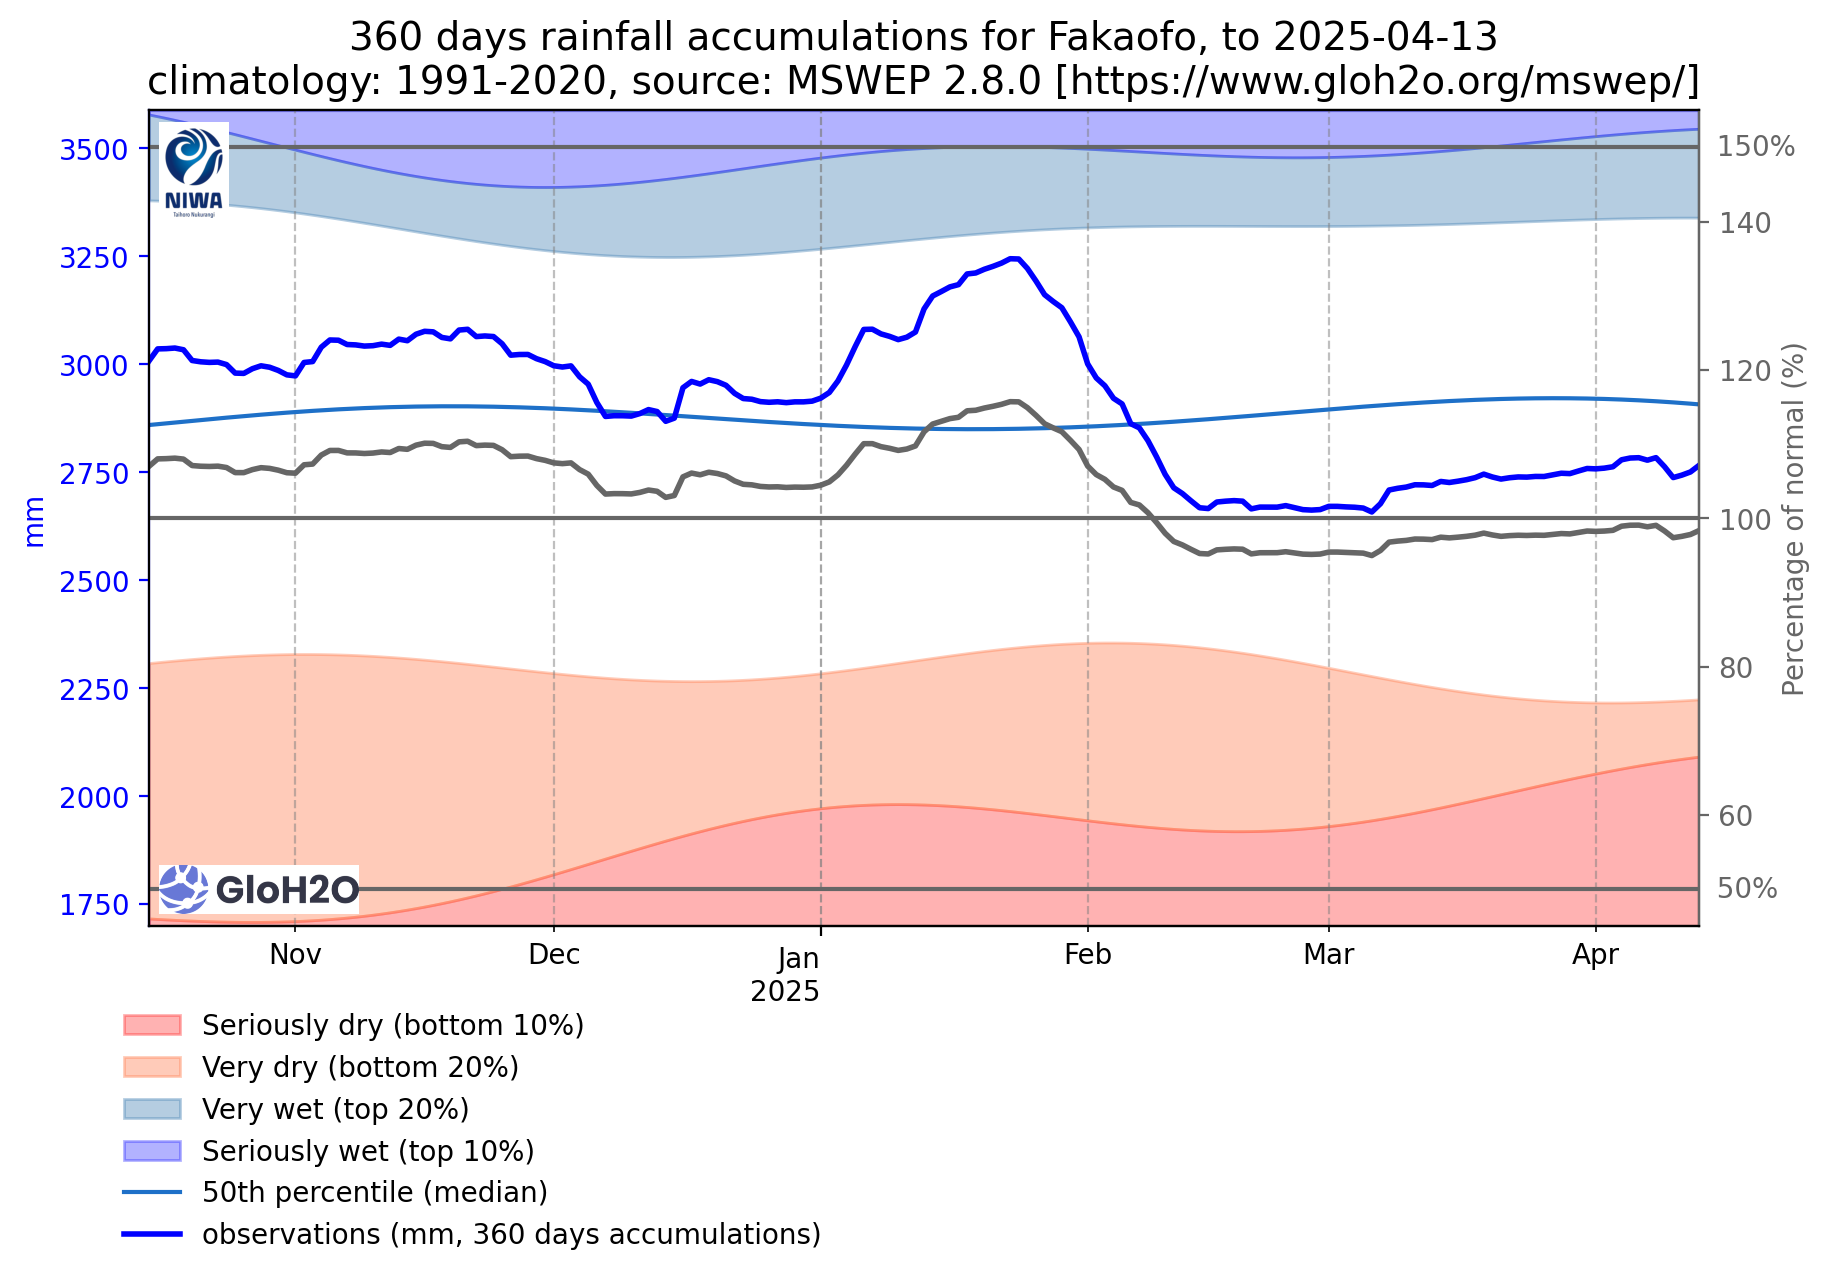 360 days rainfall accumulations for Fakaofo, to 2025-04-13
climatology: 1991-2020, source: MSWEP 2.8.0 [https://www.gloh2o.org/mswep/]
3500
3250
3000
2750
2500
2250
2000
1750
mm
150%
140
120
100
80
60
50%
Percentage of normal (%)
NIWA
Taihoro Nukurangi
GloH2O
Nov
Dec
Jan
2025
Feb
Mar
Apr
Seriously dry (bottom 10%)
Very dry (bottom 20%)
Very wet (top 20%)
Seriously wet (top 10%)
50th percentile (median)
observations (mm, 360 days accumulations)